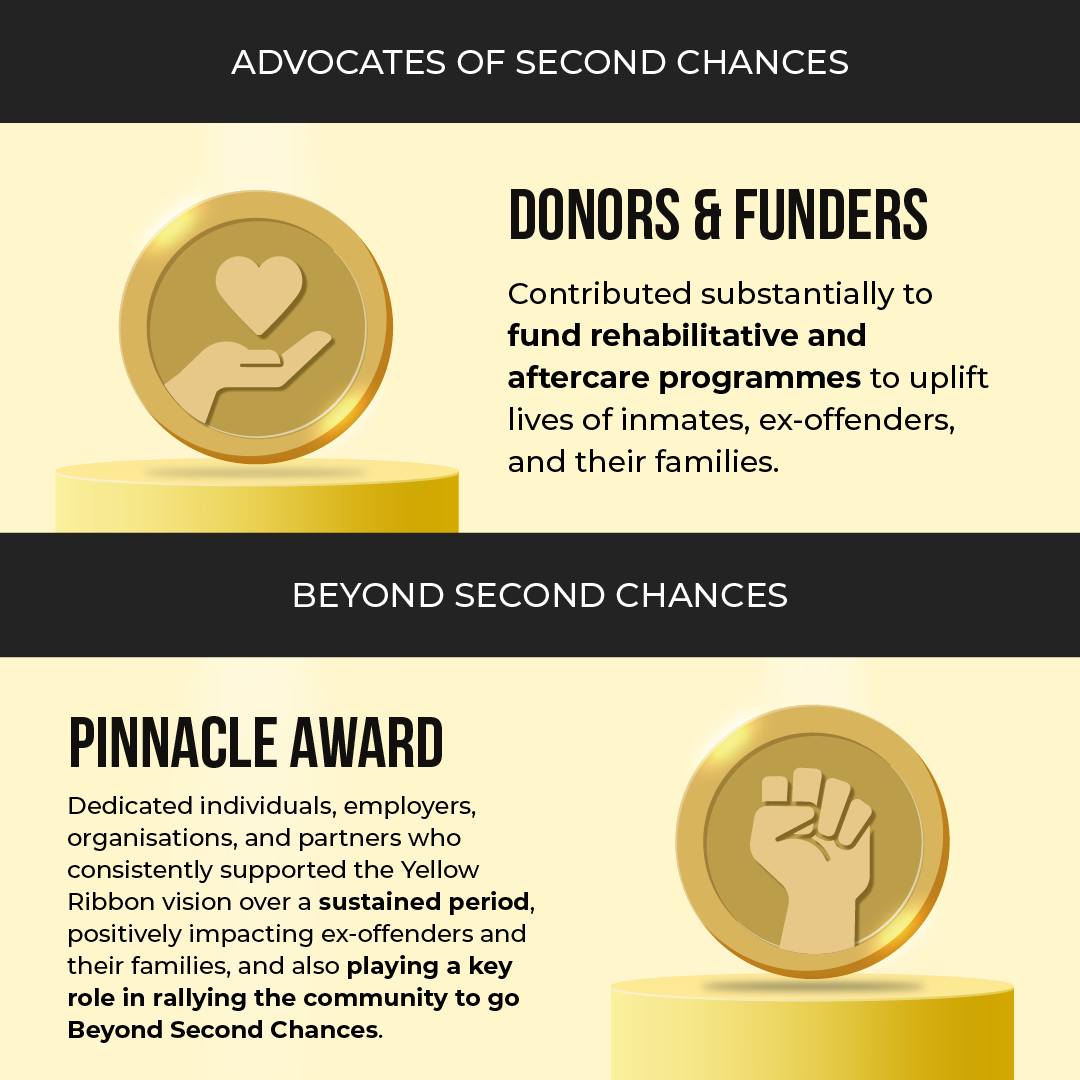 ADVOCATES OF SECOND CHANCES
DONORS & FUNDERS
Contributed substantially to
fund rehabilitative and
aftercare programmes to uplift
lives of inmates, ex-offenders,
and their families.
BEYOND SECOND CHANCES
PINNACLE AWARD
Dedicated individuals, employers,
organisations, and partners who
consistently supported the Yellow
Ribbon vision over a sustained period,
positively impacting ex-offenders and
their families, and also playing a key
role in rallying the community to go
Beyond Second Chances.